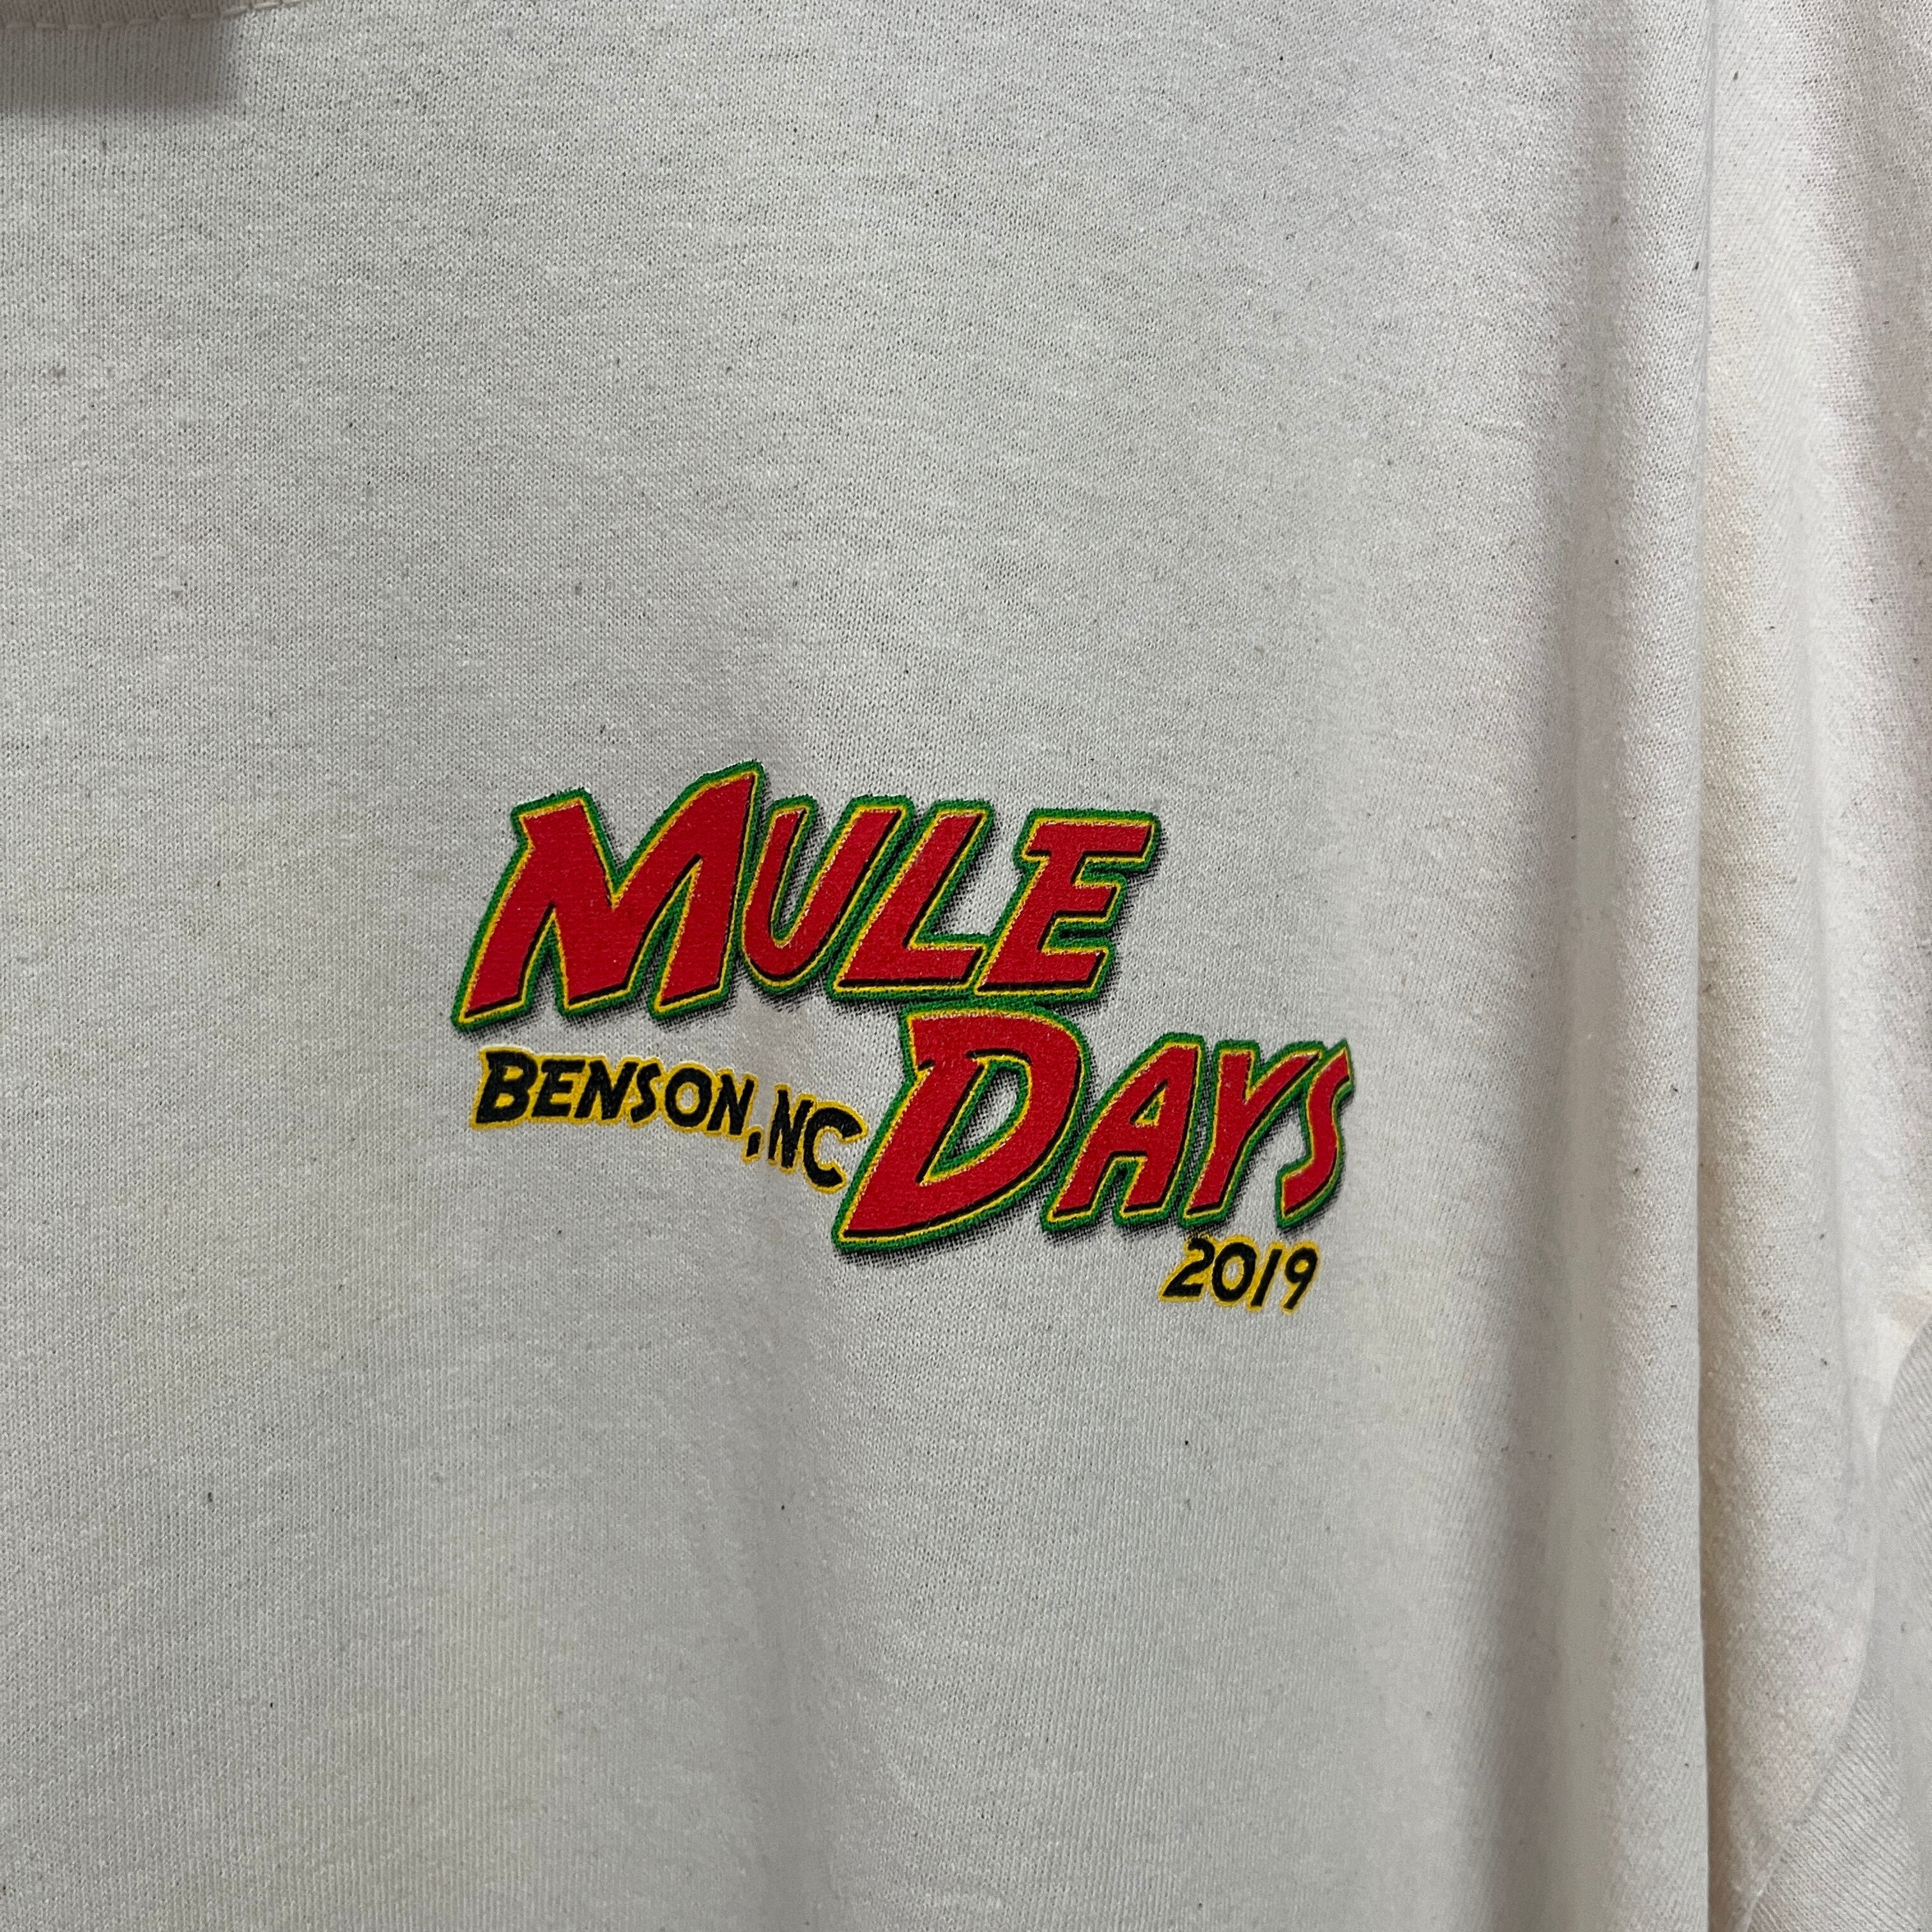 MULE
DAYS
BENSON, NC
2019